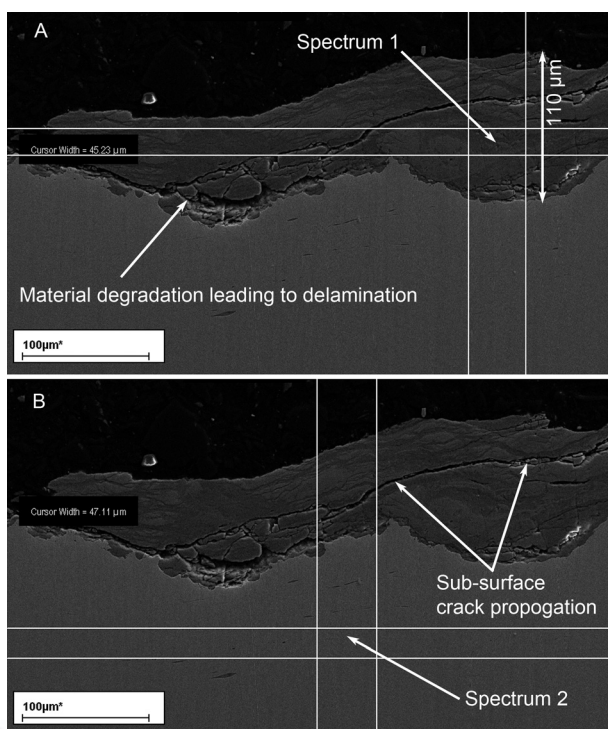 A
Spectrum 1
110 µm
Cursor Width = 45.23 µm
Material degradation leading to delamination
100µm*
B
Cursor Width = 47.11 µm
Sub-surface
crack propogation
Spectrum 2
100µm*